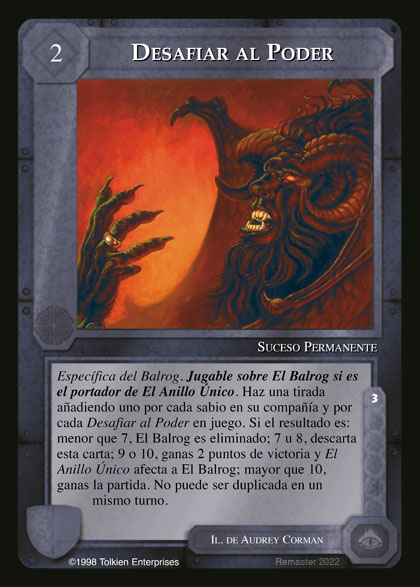 2
Desafiar al Poder
Suceso Permanente
Específica del Balrog. Jugable sobre El Balrog si es
el portador de El Anillo Único. Haz una tirada
añadiendo uno por cada sabio en su compañía y por
cada Desafiar al Poder en juego. Si el resultado es:
menor que 7, El Balrog es eliminado; 7 u 8, descarta
esta carta; 9 o 10, ganas 2 puntos de victoria y El
Anillo Único afecta a El Balrog; mayor que 10,
ganas la partida. No puede ser duplicada en un
mismo turno.
3
Il. de Audrey Corman
©1998 Tolkien Enterprises
Remaster 2022